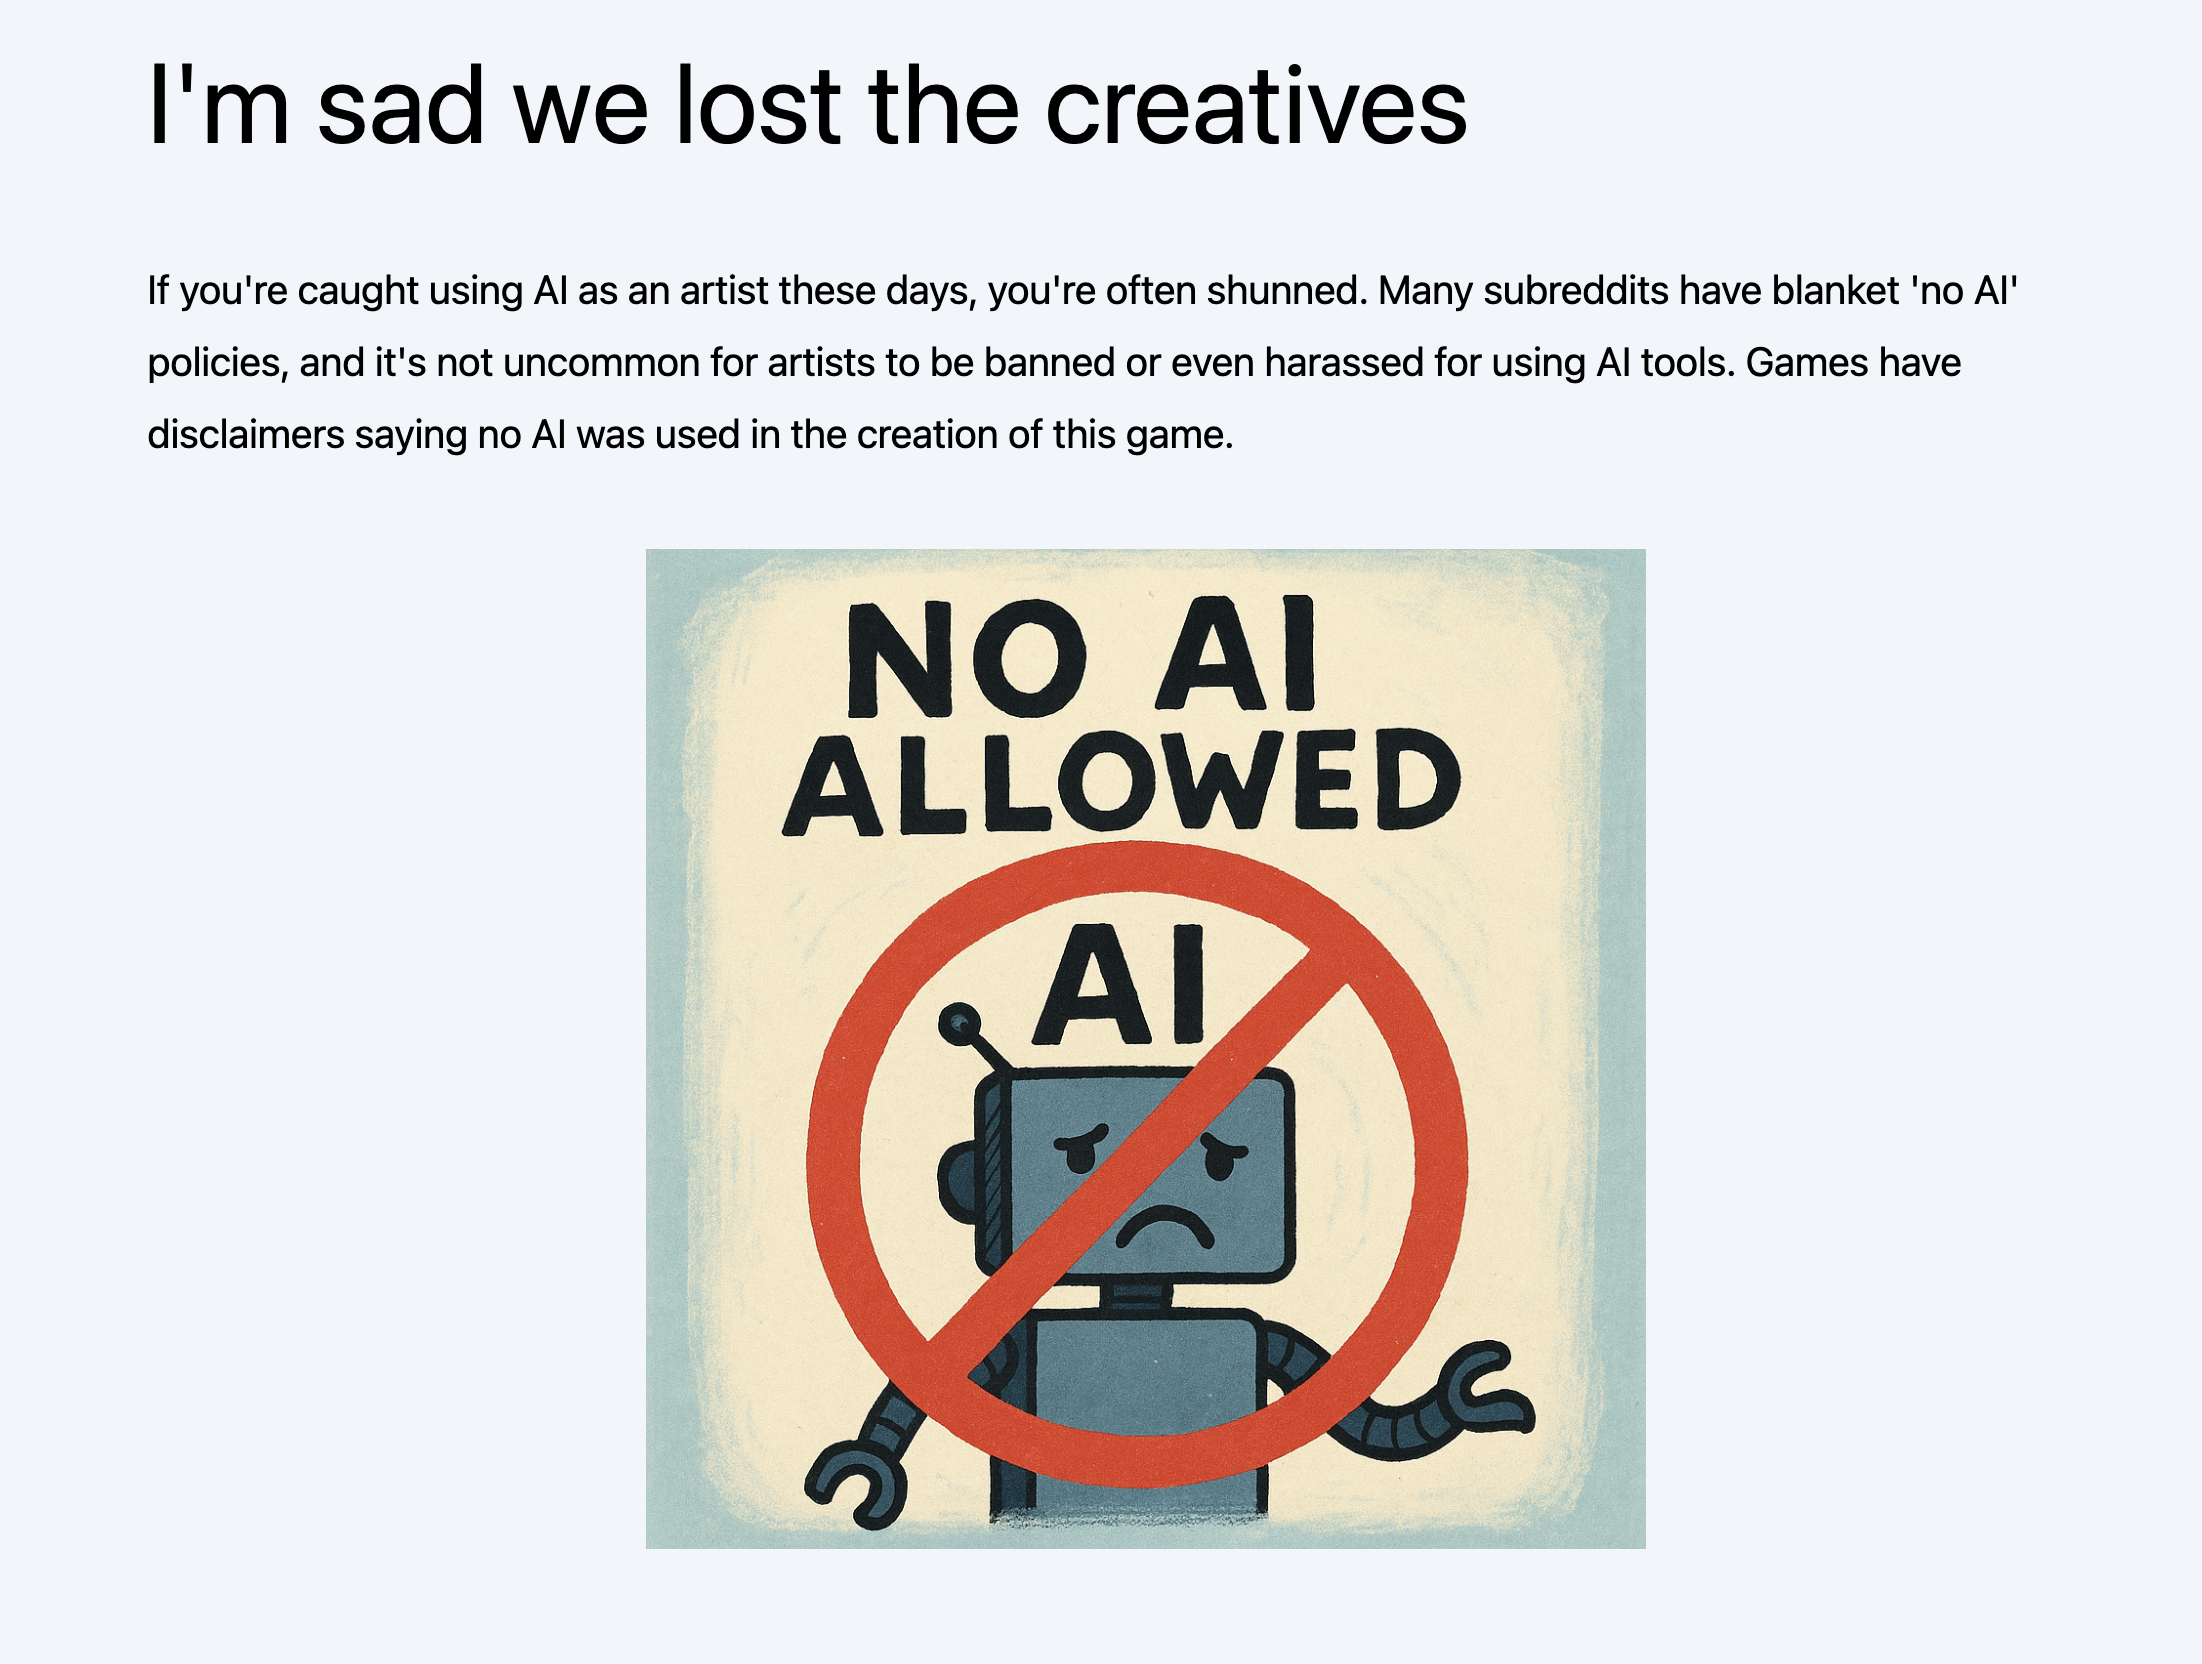 I'm sad we lost the creatives
If you're caught using AI as an artist these days, you're often shunned. Many subreddits have blanket 'no AI'
policies, and it's not uncommon for artists to be banned or even harassed for using AI tools. Games have
disclaimers saying no AI was used in the creation of this game.
NO AI
ALLOWED
AI